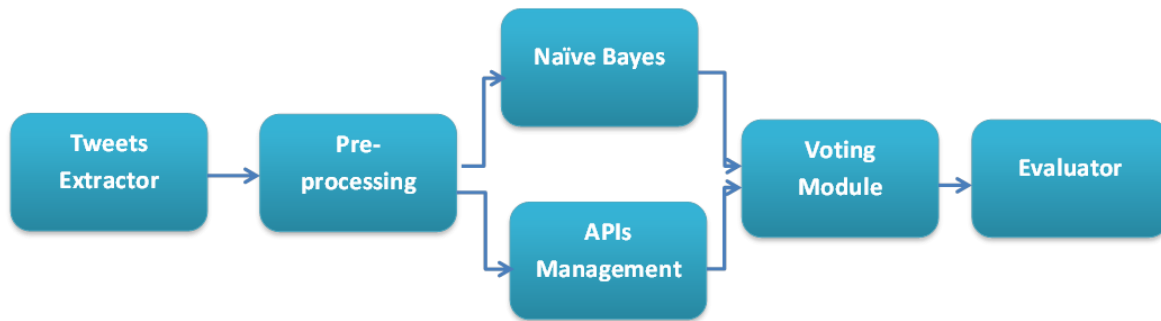 Tweets
Extractor
Pre-
processing
Naïve Bayes
APIs
Management
Voting
Module
Evaluator